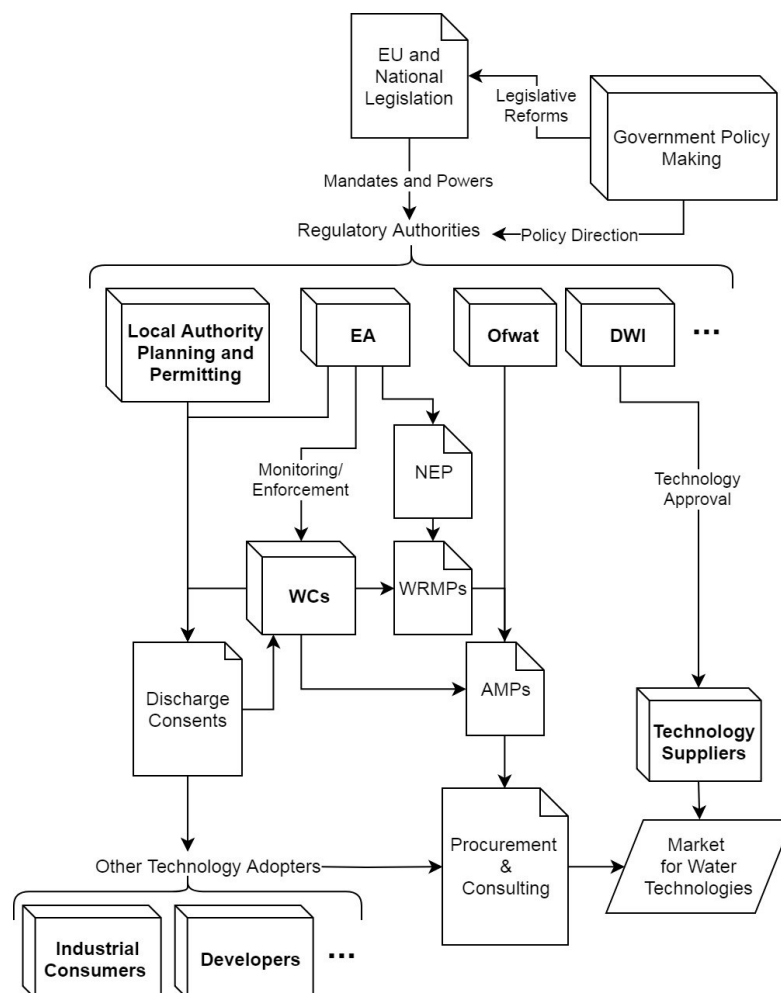 EU and
National
Legislation
Legislative
Reforms
Government Policy
Making
Mandates and Powers
Regulatory Authorities
Policy Direction
Local Authority
Planning and
Permitting
EA
Ofwat
DWI
...
Monitoring/
Enforcement
NEP
Technology
Approval
WCs
WRMPs
Discharge
Consents
AMPs
Technology
Suppliers
Other Technology Adopters
Procurement
&
Consulting
Market
for Water
Technologies
Industrial
Consumers
Developers
...